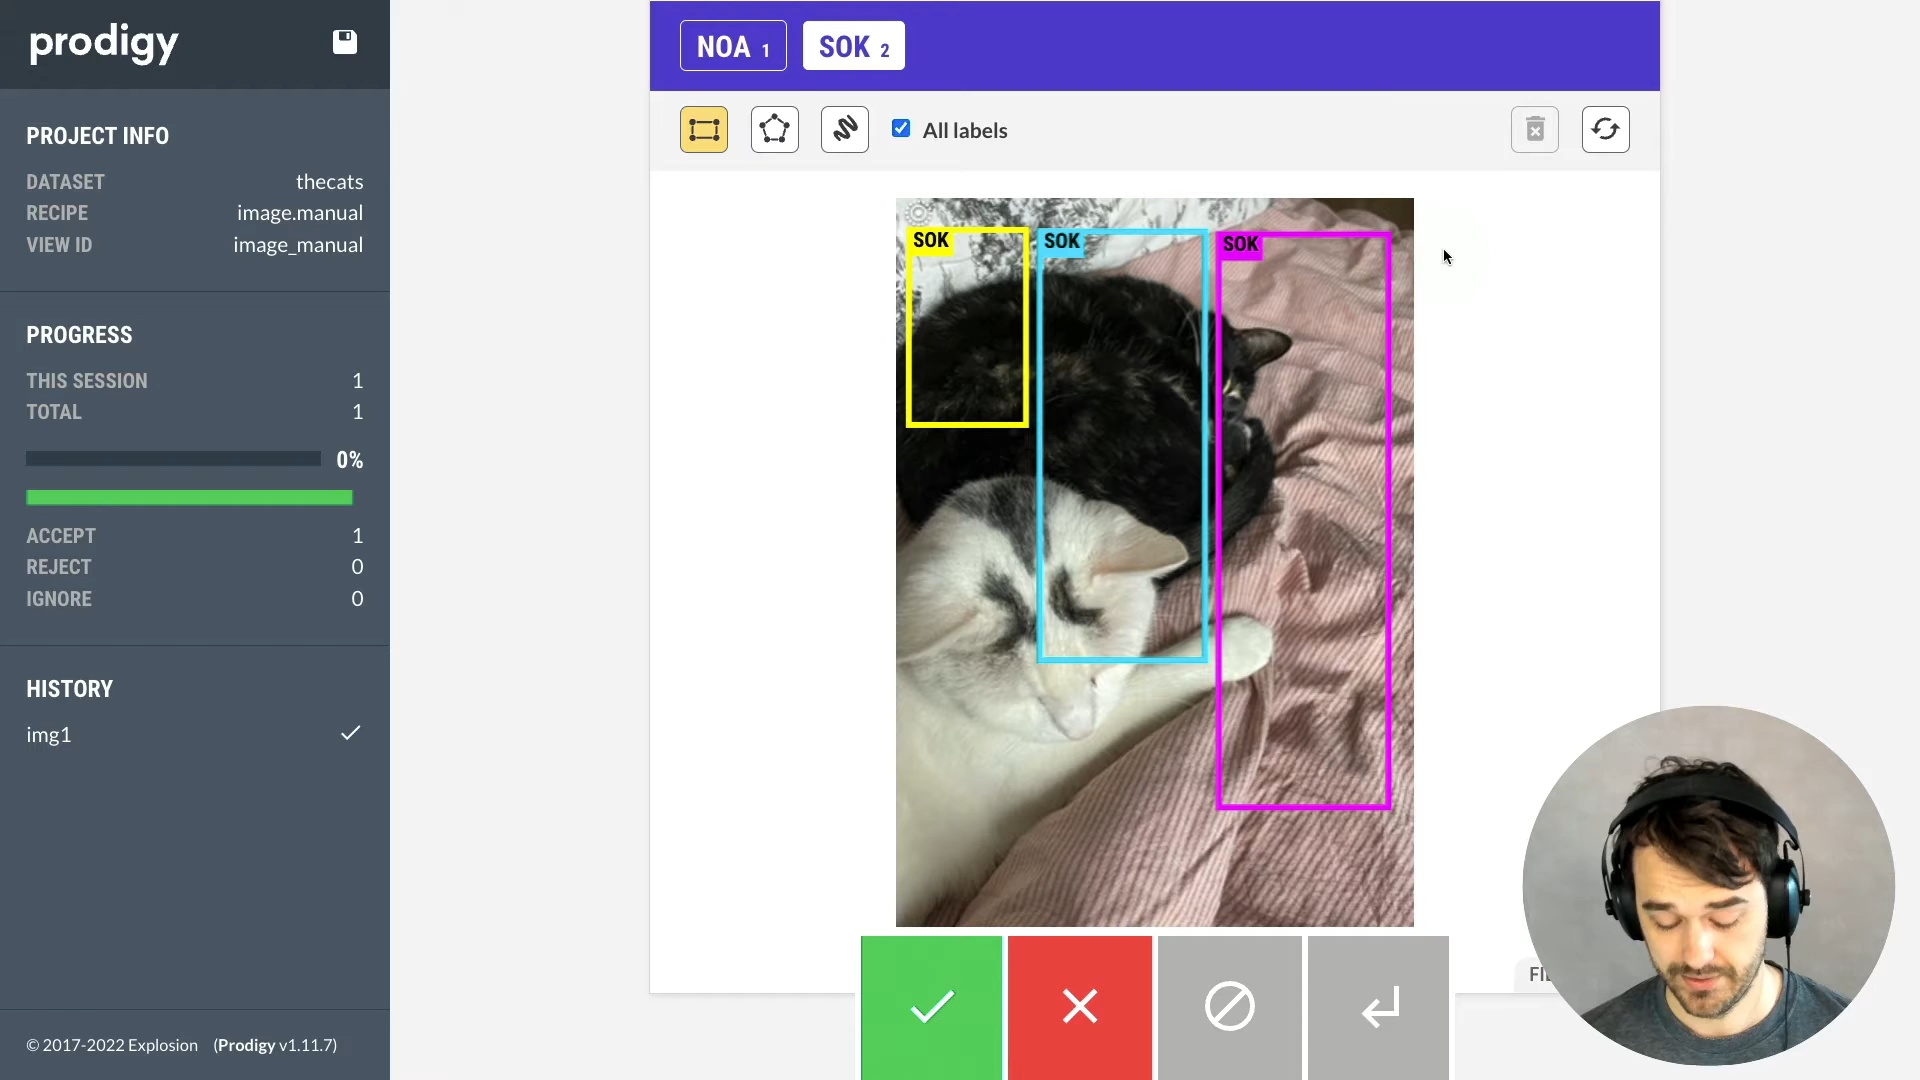 prodigy
PROJECT INFO
DATASET thecats
RECIPE image.manual
VIEW ID image_manual
PROGRESS
THIS SESSION 1
TOTAL 1
0%
ACCEPT 1
REJECT 0
IGNORE 0
HISTORY
img1
© 2017-2022 Explosion (Prodigy v1.11.7)
NOA 1 SOK 2
All labels
SOK SOK SOK